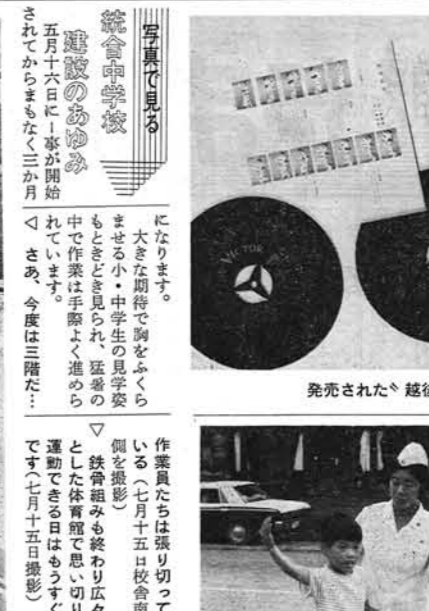 写真で見る
統合中学校
建設のあゆみ
五月十六日に工事が開始
されてからまもなく三か月
になります。
大きな期待で胸をふくら
ませる小・中学生の見学姿
もときどき見られ、猛暑の
中で作業は手際よく進めら
れています。
◁ さあ、今度は三階だ…
作業員たちは張り切って
いる(七月十五日校舎南
側を撮影)
▽ 鉄骨組みも終わり広々
とした体育館で思い切り
運動できる日はもうすぐ
です(七月十五日撮影)
VICTOR
発売された〝越後